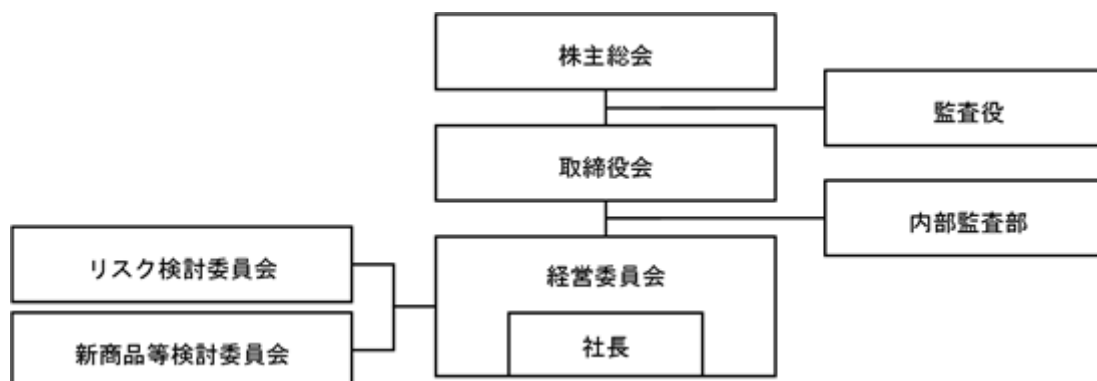 株主総会
監査役
取締役会
内部監査部
リスク検討委員会
経営委員会
新商品等検討委員会
社長